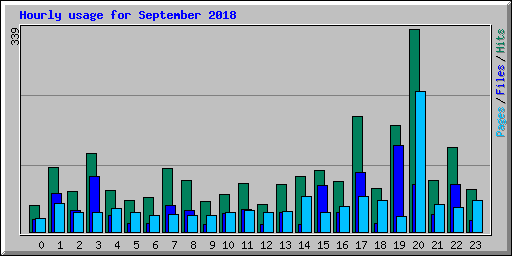 Hourly usage for September 2018
339
Pages / Files / Hits
0 1 2 3 4 5 6 7 8 9 10 11 12 13 14 15 16 17 18 19 20 21 22 23